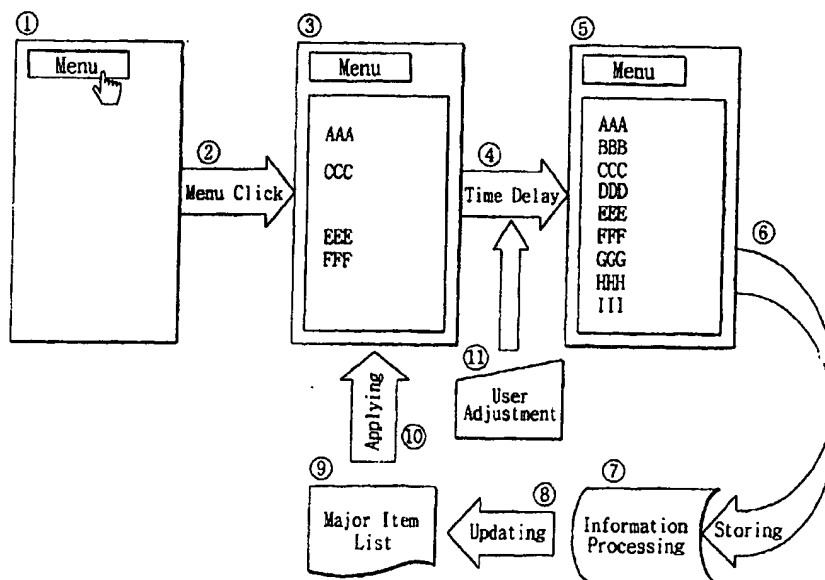 ①
Menu
②
Menu Click
③
Menu
AAA
CCC
EEE
FFF
④
Time Delay
⑤
Menu
AAA
BBB
CCC
DDD
EEE
FFF
GGG
HHH
III
⑥
Storing
⑦
Information
Processing
⑧
Updating
⑨
Major Item
List
⑩
Applying
⑪
User
Adjustment